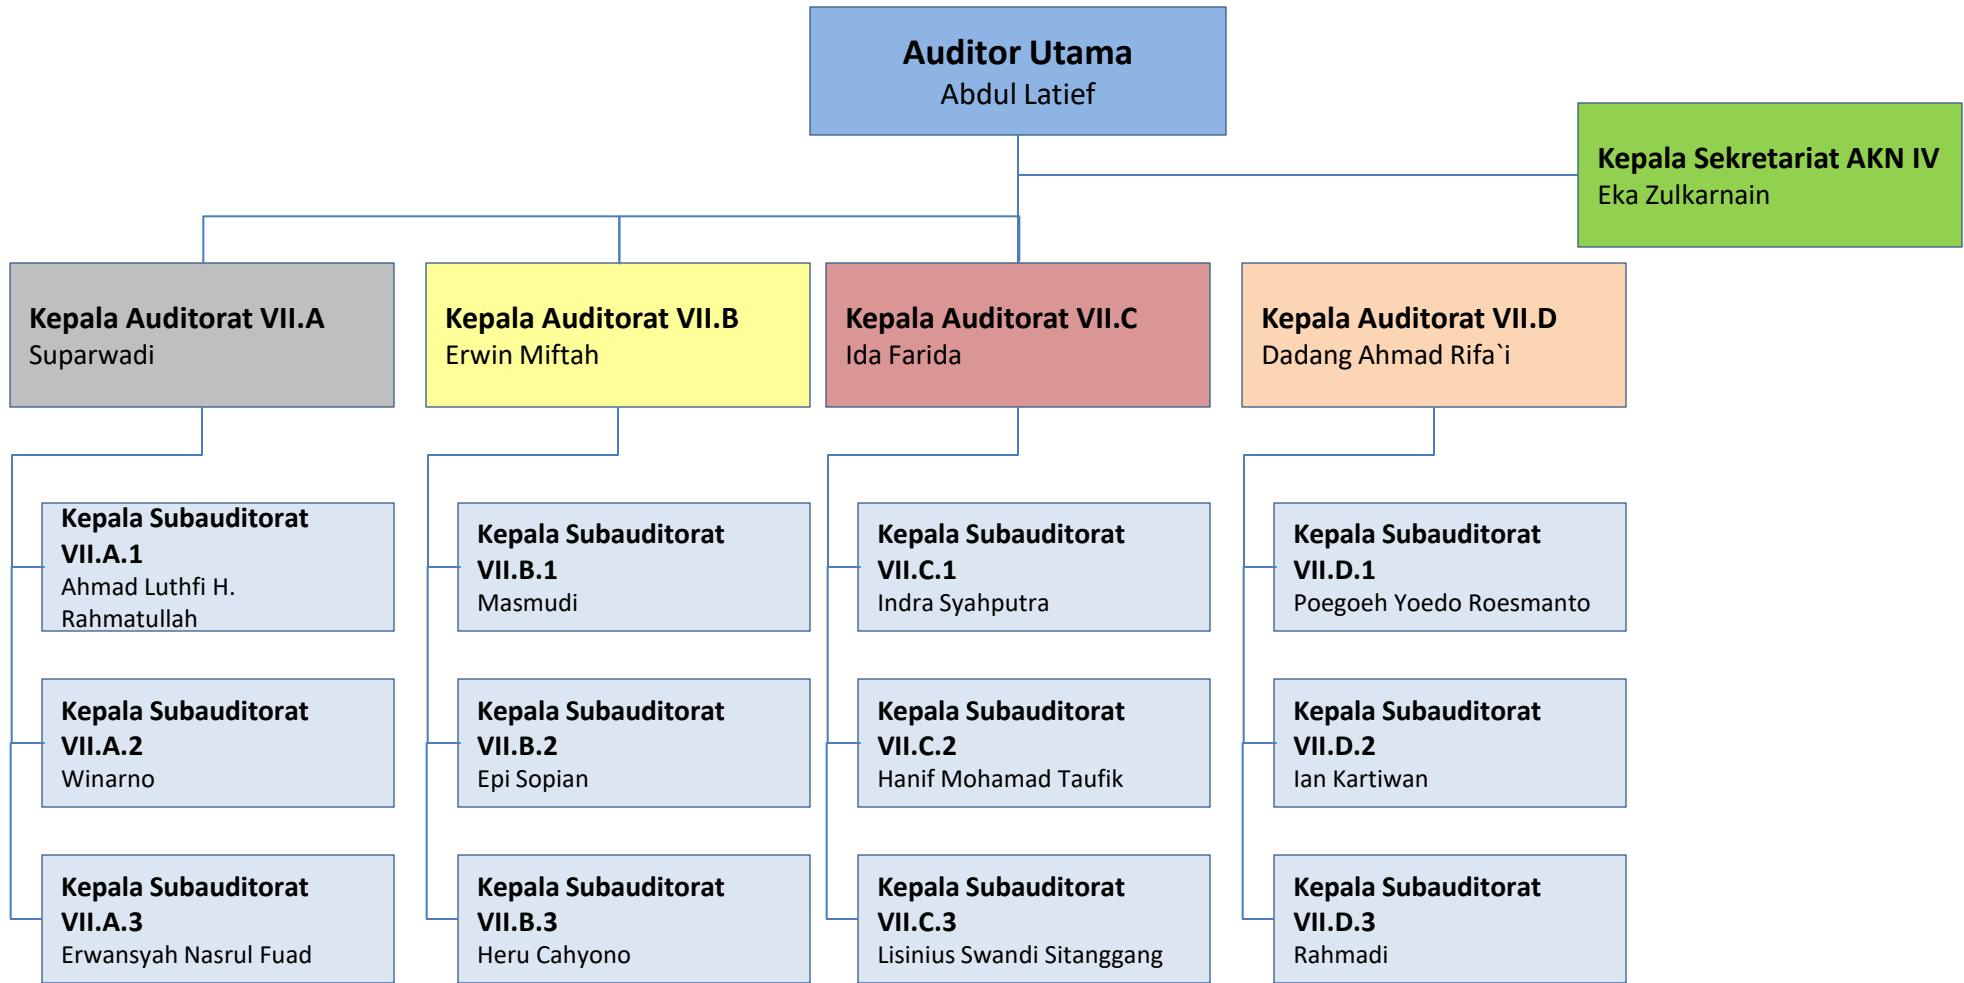 Auditor Utama
Abdul Latief
Kepala Sekretariat AKN IV
Eka Zulkarnain
Kepala Auditorat VII.A
Suparwadi
Kepala Auditorat VII.B
Erwin Miftah
Kepala Auditorat VII.C
Ida Farida
Kepala Auditorat VII.D
Dadang Ahmad Rifa`i
Kepala Subauditorat
VII.A.1
Ahmad Luthfi H.
Rahmatullah
Kepala Subauditorat
VII.B.1
Masmudi
Kepala Subauditorat
VII.C.1
Indra Syahputra
Kepala Subauditorat
VII.D.1
Poegoeh Yoedo Roesmanto
Kepala Subauditorat
VII.A.2
Winarno
Kepala Subauditorat
VII.B.2
Epi Sopian
Kepala Subauditorat
VII.C.2
Hanif Mohamad Taufik
Kepala Subauditorat
VII.D.2
Ian Kartiwan
Kepala Subauditorat
VII.A.3
Erwansyah Nasrul Fuad
Kepala Subauditorat
VII.B.3
Heru Cahyono
Kepala Subauditorat
VII.C.3
Lisinius Swandi Sitanggang
Kepala Subauditorat
VII.D.3
Rahmadi